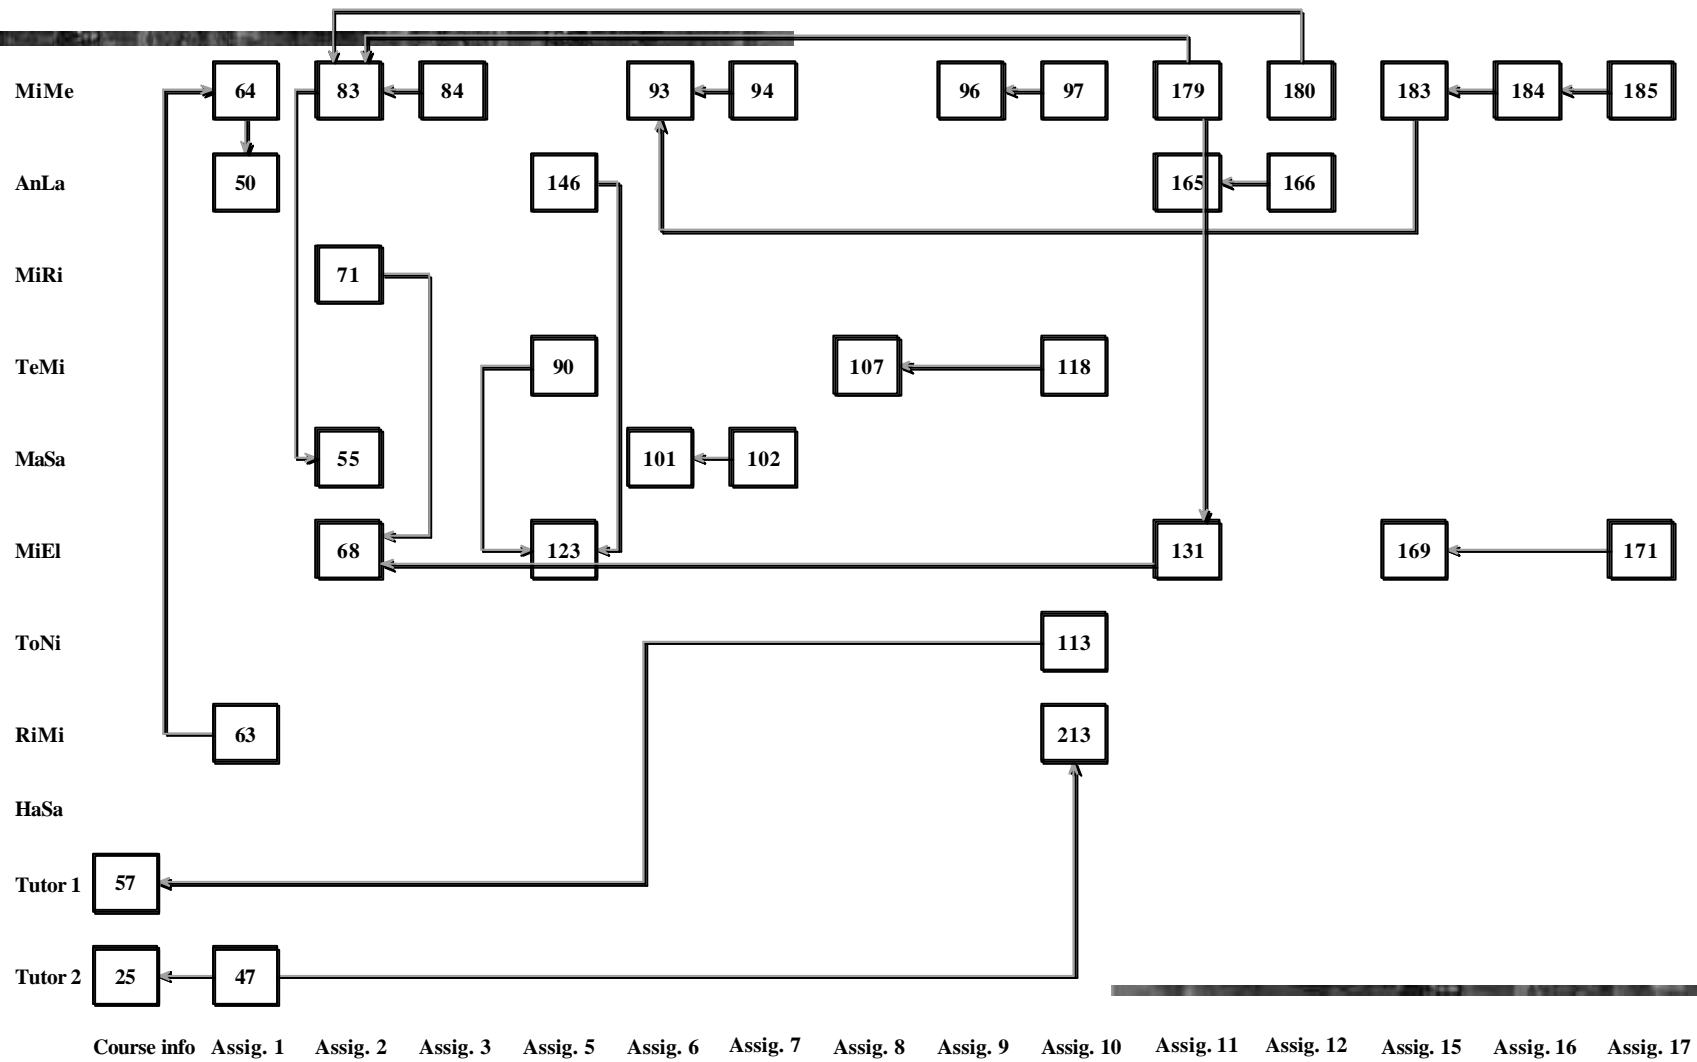 MiMe 64 83 84 93 94 96 97 179 180 183 184 185
AnLa 50 146 165 166
MiRi 71
TeMi 90 107 118
MaSa 55 101 102
MiEl 68 123 131 169 171
ToNi 113
RiMi 63 213
HaSa
Tutor 1 57
Tutor 2 25 47
Course info Assig. 1 Assig. 2 Assig. 3 Assig. 5 Assig. 6 Assig. 7 Assig. 8 Assig. 9 Assig. 10 Assig. 11 Assig. 12 Assig. 15 Assig. 16 Assig. 17